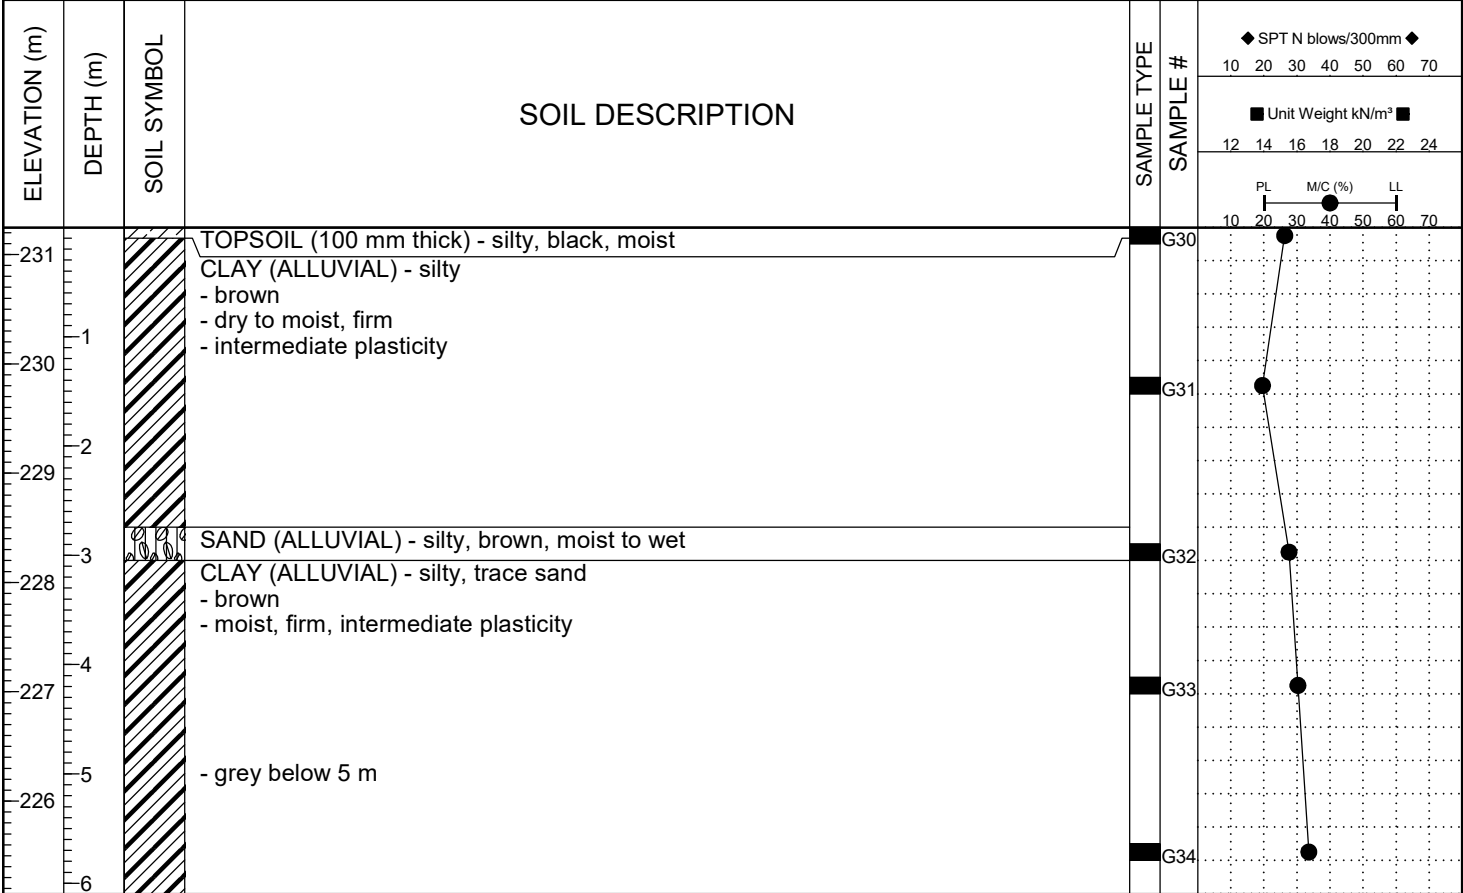 ELEVATION (m)
DEPTH (m)
SOIL SYMBOL
SOIL DESCRIPTION
SAMPLE TYPE
SAMPLE #
SPT N blows/300mm
10 20 30 40 50 60 70
Unit Weight kN/m³
12 14 16 18 20 22 24
PL M/C (%) LL
10 20 30 40 50 60 70
TOPSOIL (100 mm thick) - silty, black, moist
G30
231
CLAY (ALLUVIAL) - silty
- brown
- dry to moist, firm
1
- intermediate plasticity
230
G31
2
229
SAND (ALLUVIAL) - silty, brown, moist to wet
3
G32
CLAY (ALLUVIAL) - silty, trace sand
228
- brown
- moist, firm, intermediate plasticity
4
227
G33
5
- grey below 5 m
226
G34
6